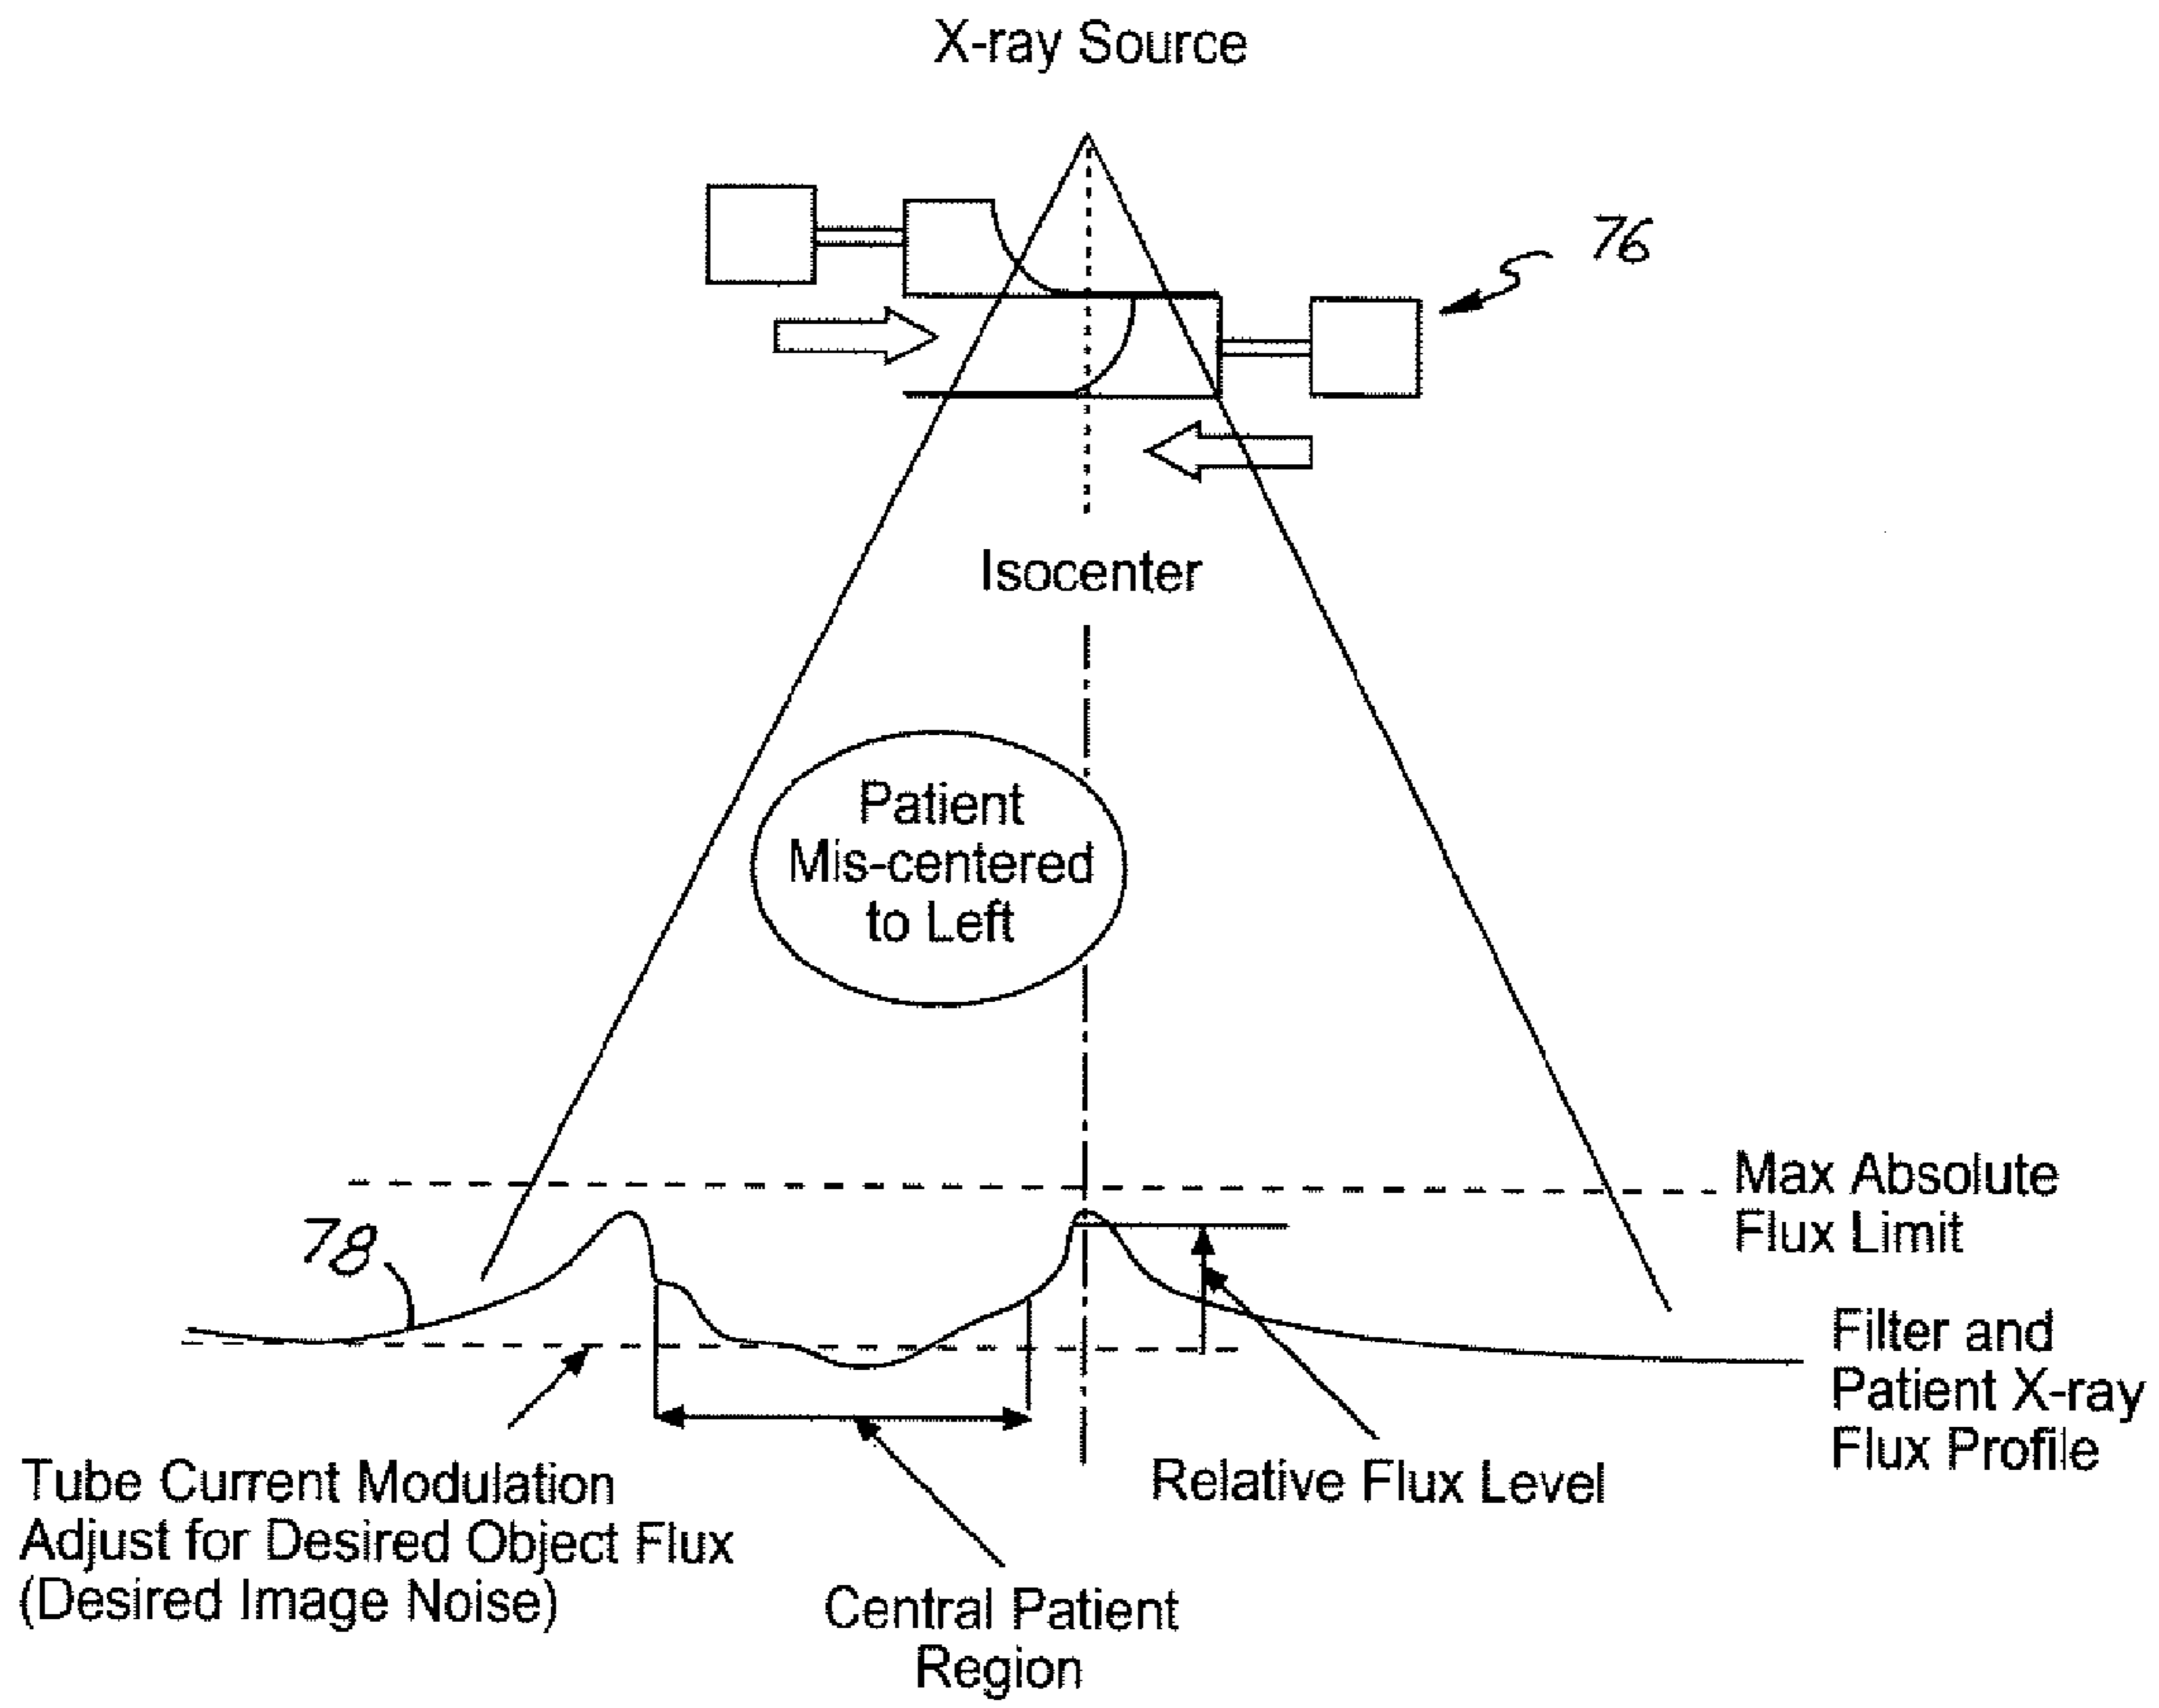 X-ray Source
76
Isocenter
Patient
Mis-centered
to Left
Max Absolute
Flux Limit
78
Filter and
Patient X-ray
Flux Profile
Tube Current Modulation
Adjust for Desired Object Flux
(Desired Image Noise)
Relative Flux Level
Central Patient
Region